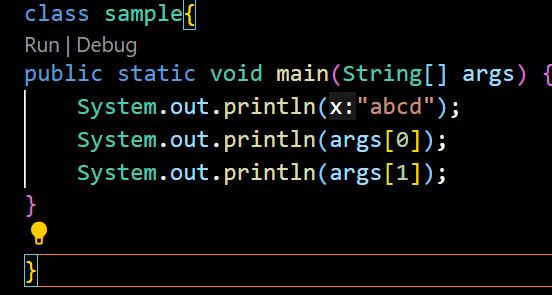 class sample{
Run | Debug
public static void main(String[] args) {
System.out.println(x:"abcd");
System.out.println(args[0]);
System.out.println(args[1]);
}
}